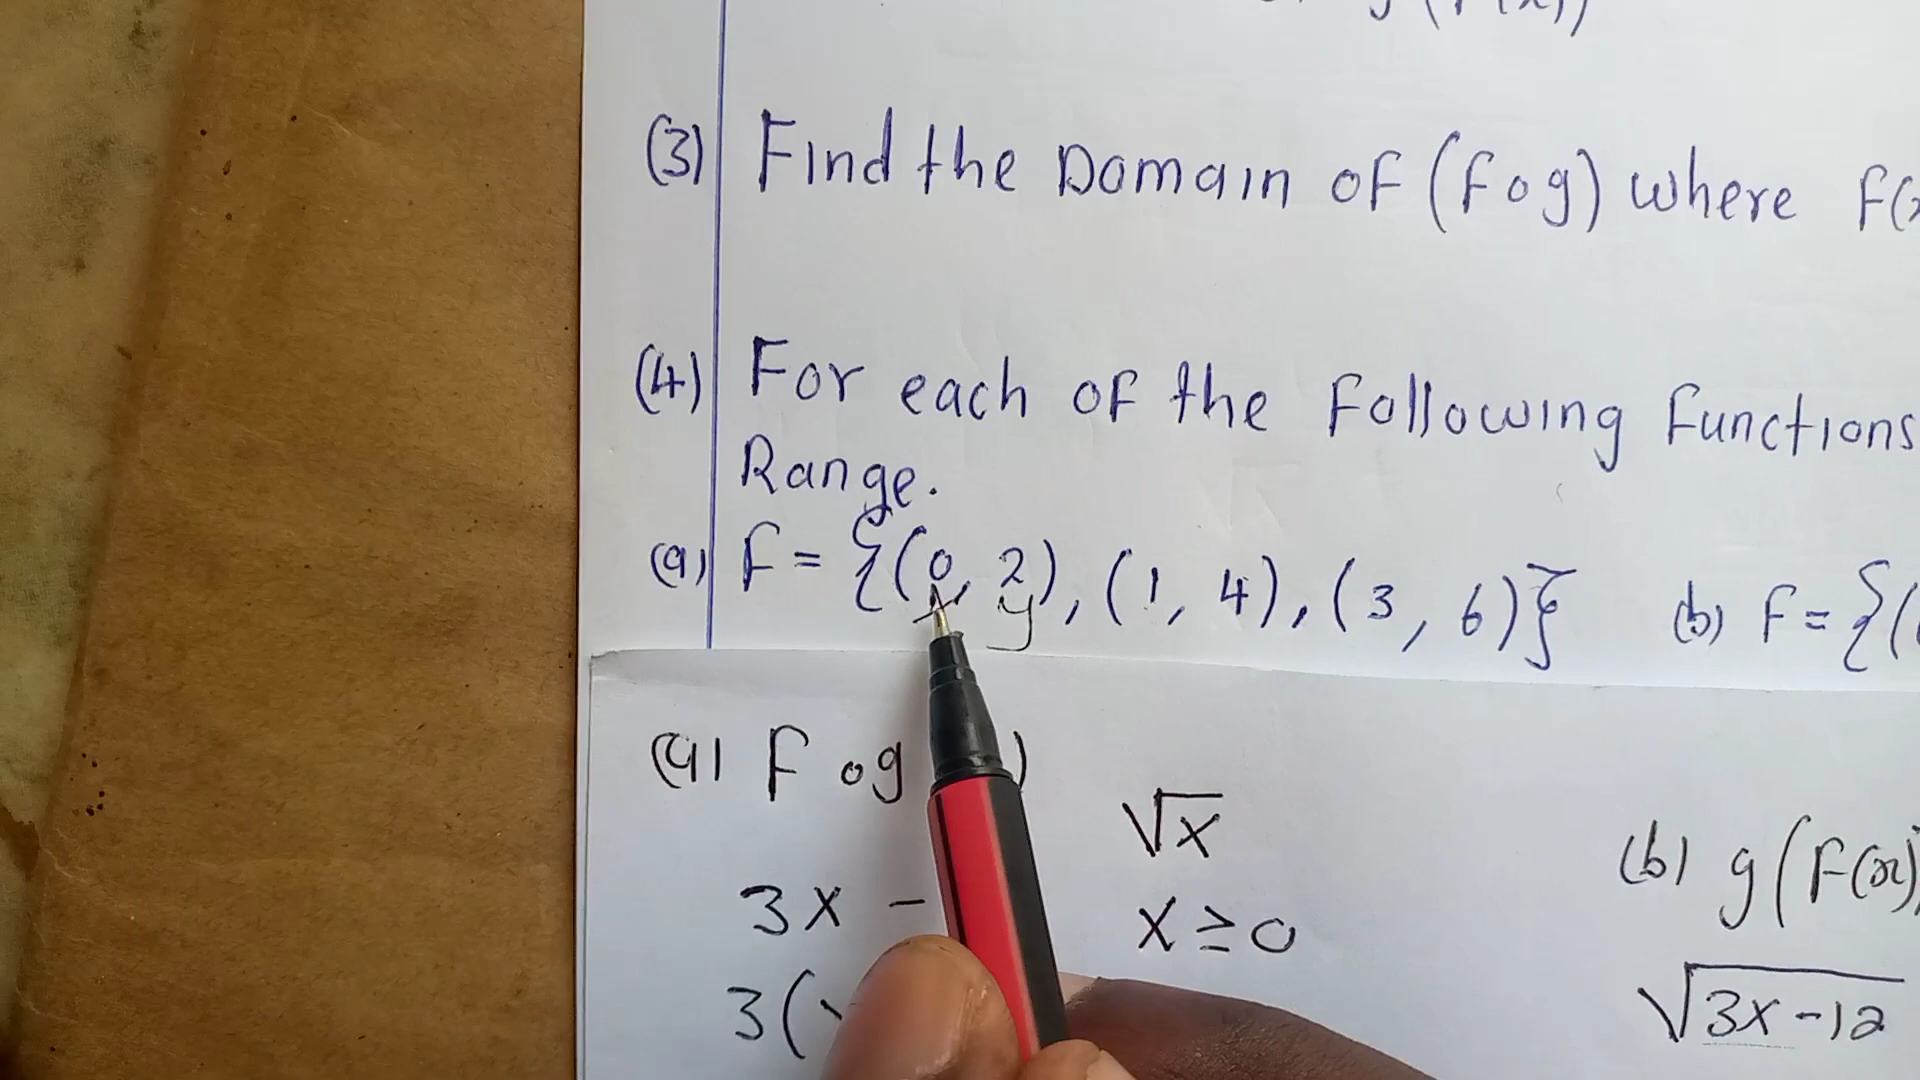 (3) Find the Domain of (fog) where f(x
(4) For each of the Following Functions
Range.
(a) F = {(0, 2), (1, 4), (3, 6)} (b) F = {(
x y
(a) F og )
√x
(b) g(F(x)
3x -
x ≥ 0
3(
√3x-12